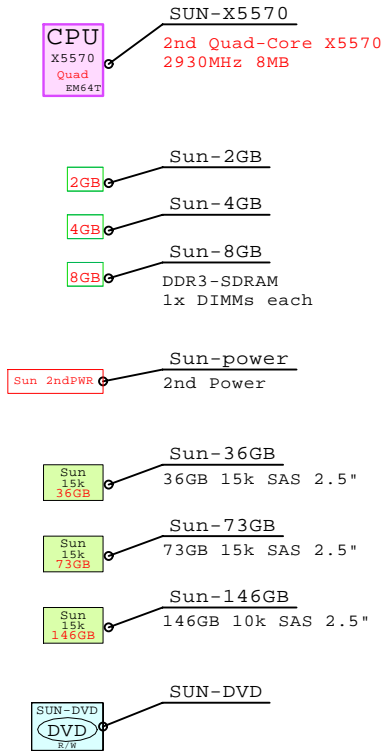 SUN-X5570
CPU
X5570
Quad
EM64T
2nd Quad-Core X5570
2930MHz 8MB
Sun-2GB
2GB
Sun-4GB
4GB
Sun-8GB
8GB
DDR3-SDRAM
1x DIMMs each
Sun-power
Sun 2ndPWR
2nd Power
Sun-36GB
Sun
15k
36GB
36GB 15k SAS 2.5"
Sun-73GB
Sun
15k
73GB
73GB 15k SAS 2.5"
Sun-146GB
Sun
15k
146GB
146GB 10k SAS 2.5"
SUN-DVD
SUN-DVD
DVD
R/W